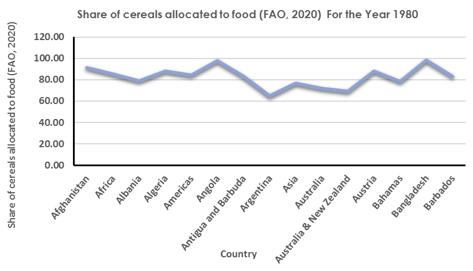 Share of cereals allocated to food (FAO, 2020) For the Year 1980
Share of cereals allocated to food (FAO, 2020)
120.00
100.00
80.00
60.00
40.00
20.00
0.00
Afghanistan
Africa
Albania
Algeria
Americas
Angola
Antigua and Barbuda
Argentina
Asia
Australia
Australia & New Zealand
Austria
Bahamas
Bangladesh
Barbados
Country